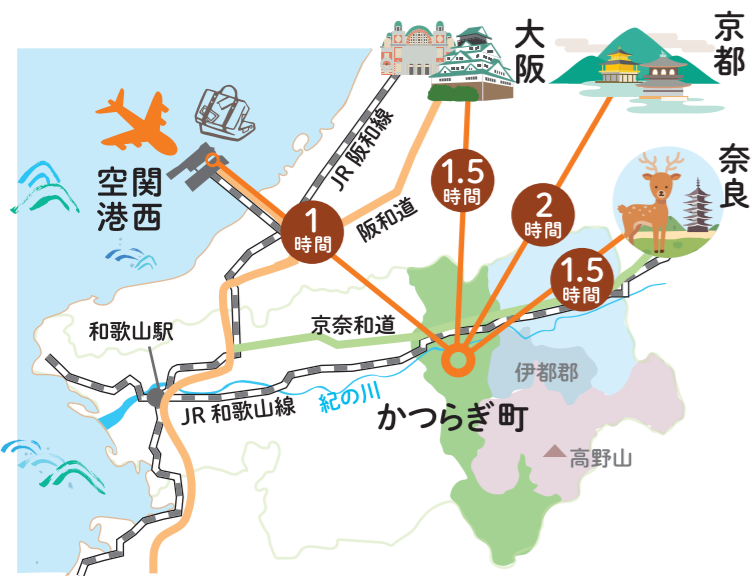 大阪
京都
奈良
関西
空港
JR 阪和線
阪和道
1.5
時間
2
時間
1
時間
1.5
時間
和歌山駅
京奈和道
JR 和歌山線
紀の川
伊都郡
かつらぎ町
高野山